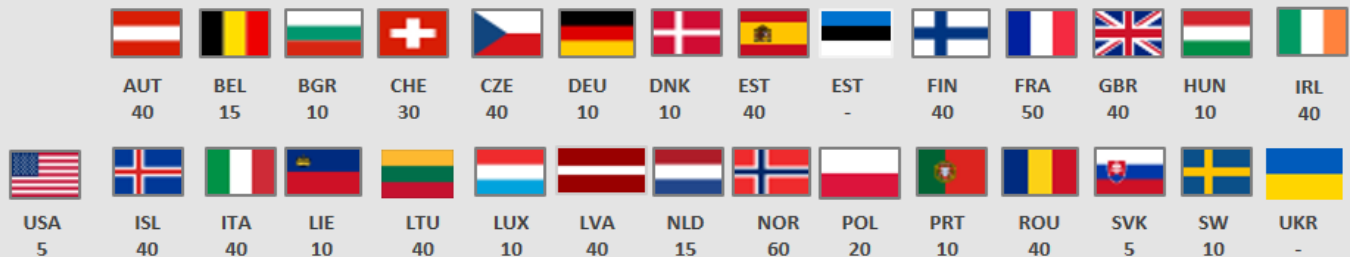 AUT BEL BGR CHE CZE DEU DNK EST EST FIN FRA GBR HUN IRL
40 15 10 30 40 10 10 40 - 40 50 40 10 40
USA ISL ITA LIE LTU LUX LVA NLD NOR POL PRT ROU SVK SW UKR
5 40 40 10 40 10 40 15 60 20 10 40 5 10 -